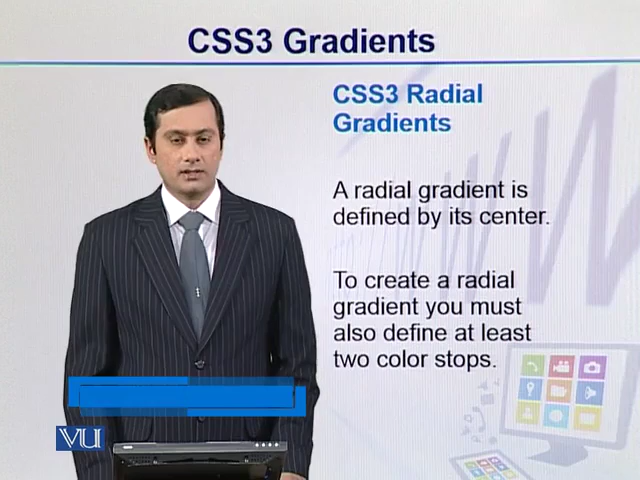 CSS3 Gradients
CSS3 Radial
Gradients
A radial gradient is
defined by its center.
To create a radial
gradient you must
also define at least
two color stops.
VU